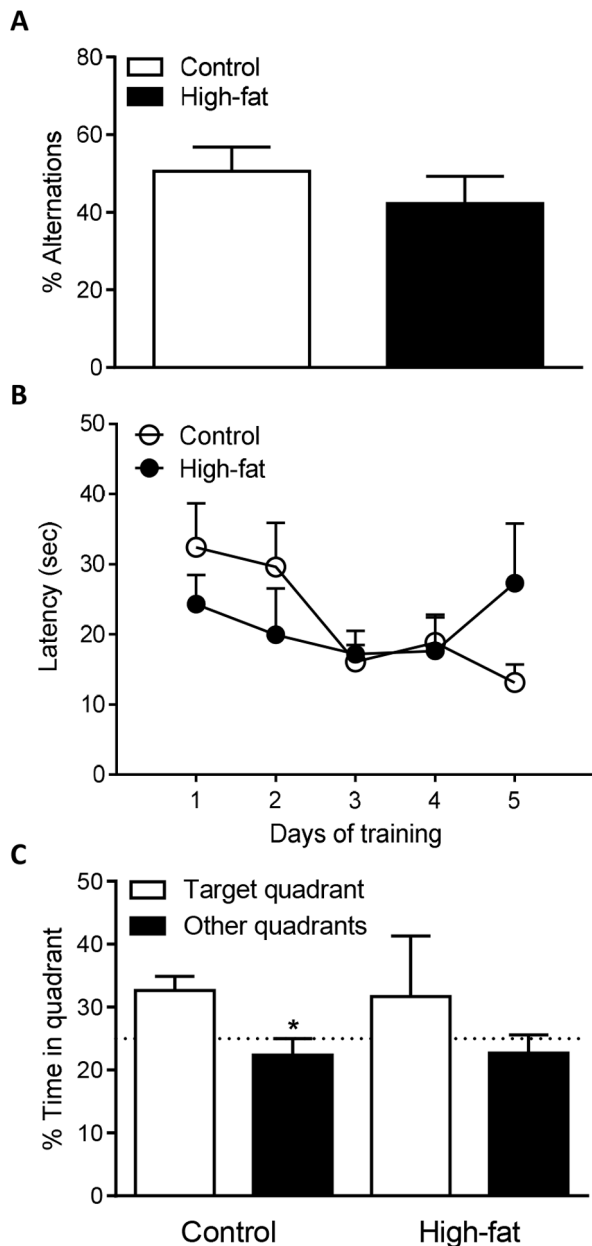 A
80
Control
High-fat
60
% Alternations
40
20
0
B
50
Control
High-fat
40
30
Latency (sec)
20
10
0
1 2 3 4 5
Days of training
C
50
Target quadrant
Other quadrants
40
% Time in quadrant
30
*
20
10
0
Control High-fat